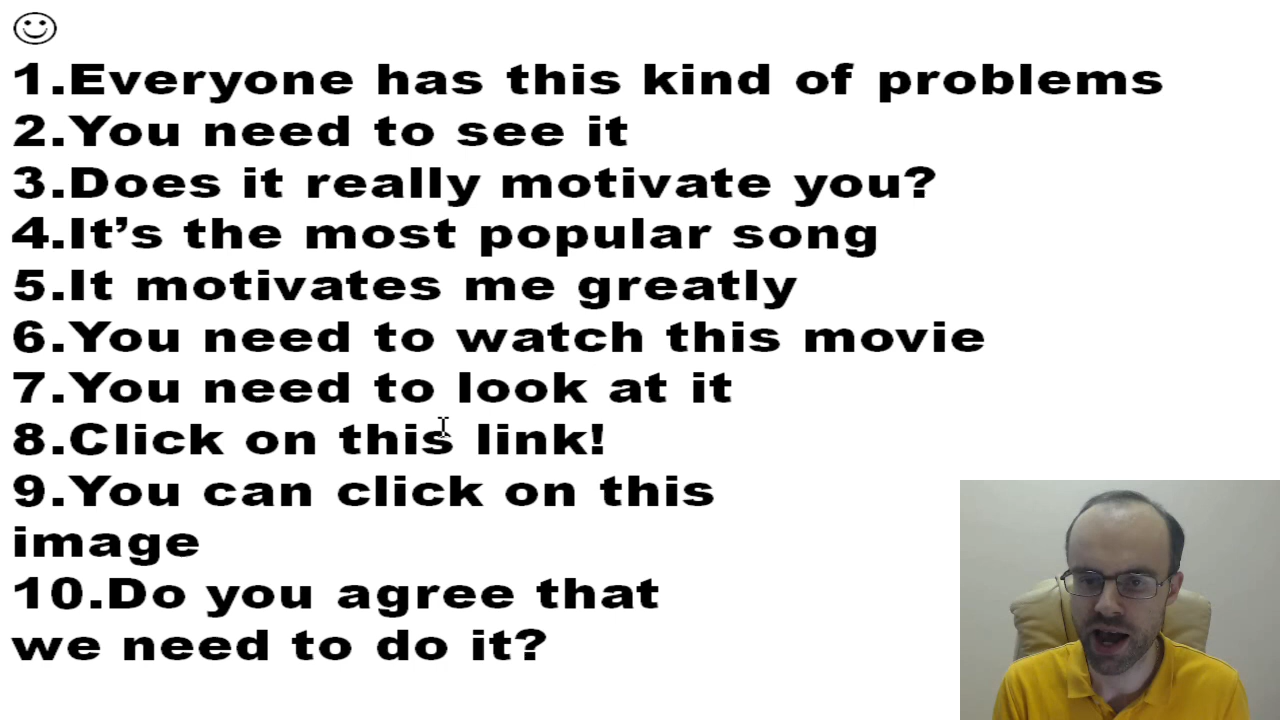 1.Everyone has this kind of problems
2.You need to see it
3.Does it really motivate you?
4.It’s the most popular song
5.It motivates me greatly
6.You need to watch this movie
7.You need to look at it
8.Click on this link!
9.You can click on this
image
10.Do you agree that
we need to do it?